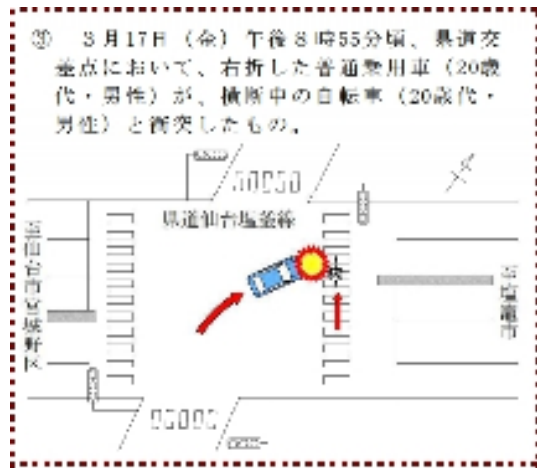 ③ 3月17日(金)午後8時55分頃、県道交
差点において、右折した普通乗用車(20歳
代・男性)が、横断中の自転車(20歳代・
男性)と衝突したもの。
県道仙台塩釜線
至仙台市宮城野区
至塩竈市